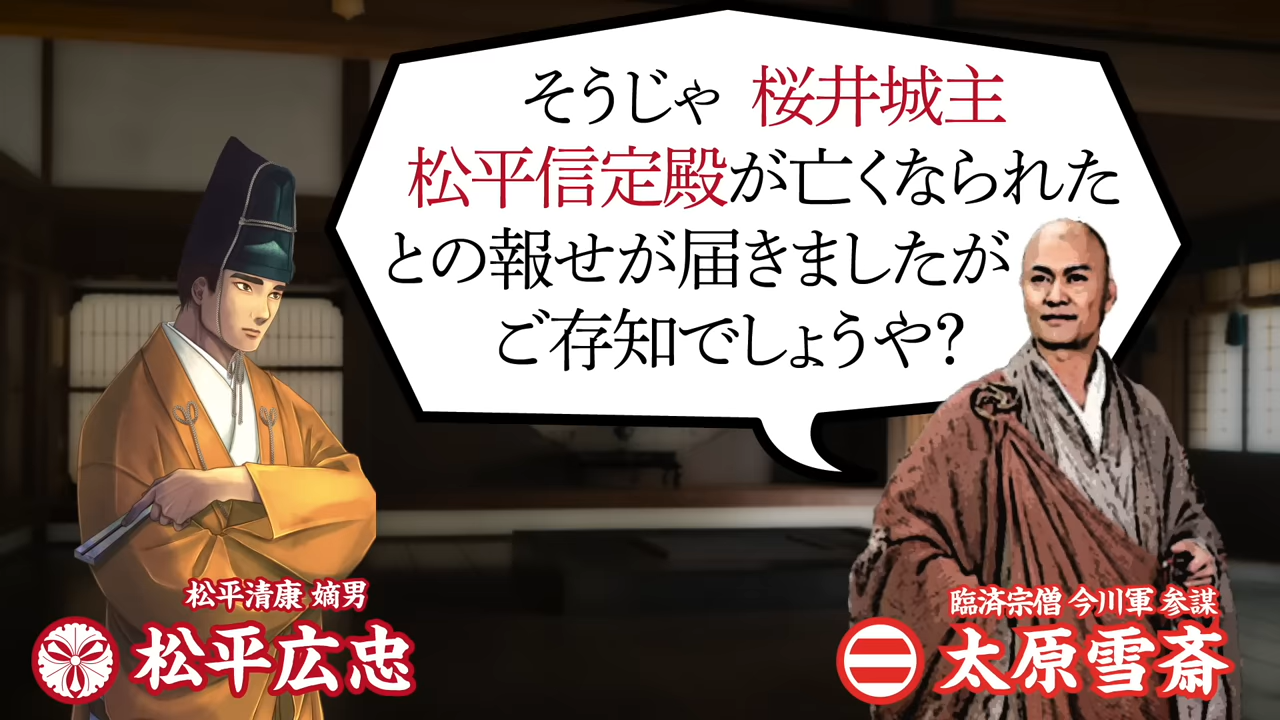 そうじゃ 桜井城主
松平信定殿が亡くなられた
との報せが届きましたが
ご存知でしょうや?
松平清康 嫡男
松平広忠
臨済宗僧 今川軍 参謀
太原雪斎